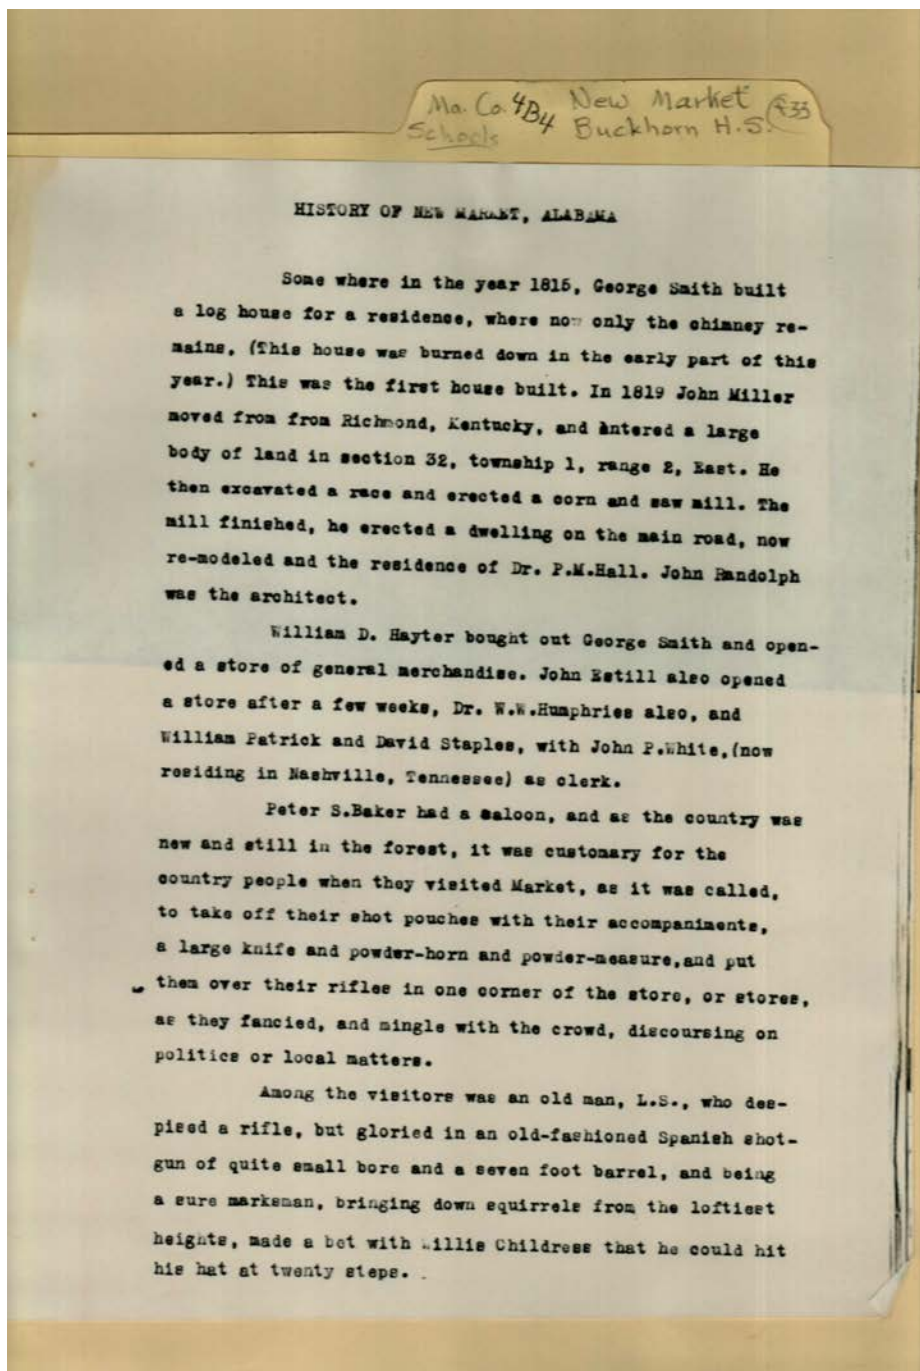 Ma. Co. 4B4 New Market F33
Schools Buckhorn H.S.
HISTORY OF NEW MARKET, ALABAMA
Some where in the year 1815, George Smith built
a log house for a residence, where now only the chimney re-
mains, (This house was burned down in the early part of this
year.) This was the first house built. In 1819 John Miller
moved from from Richmond, Kentucky, and antered a large
body of land in section 32, township 1, range 2, East. He
then excavated a race and erected a corn and saw mill. The
mill finished, he erected a dwelling on the main road, now
re-modeled and the residence of Dr. P.M.Hall. John Randolph
was the architect.
William D. Hayter bought out George Smith and open-
ed a store of general merchandise. John Estill also opened
a store after a few weeks, Dr. W.W.Humphries also, and
William Patrick and David Staples, with John P.White,(now
residing in Nashville, Tennessee) as clerk.
Peter S.Baker had a saloon, and as the country was
new and still in the forest, it was customary for the
country people when they visited Market, as it was called,
to take off their shot pouches with their accompaniments,
a large knife and powder-horn and powder-measure,and put
them over their rifles in one corner of the store, or stores,
as they fancied, and mingle with the crowd, discoursing on
politics or local matters.
Among the visitors was an old man, L.S., who des-
pised a rifle, but gloried in an old-fashioned Spanish shot-
gun of quite small bore and a seven foot barrel, and being
a sure marksman, bringing down squirrels from the loftiest
heights, made a bet with Willis Childress that he could hit
his hat at twenty steps.